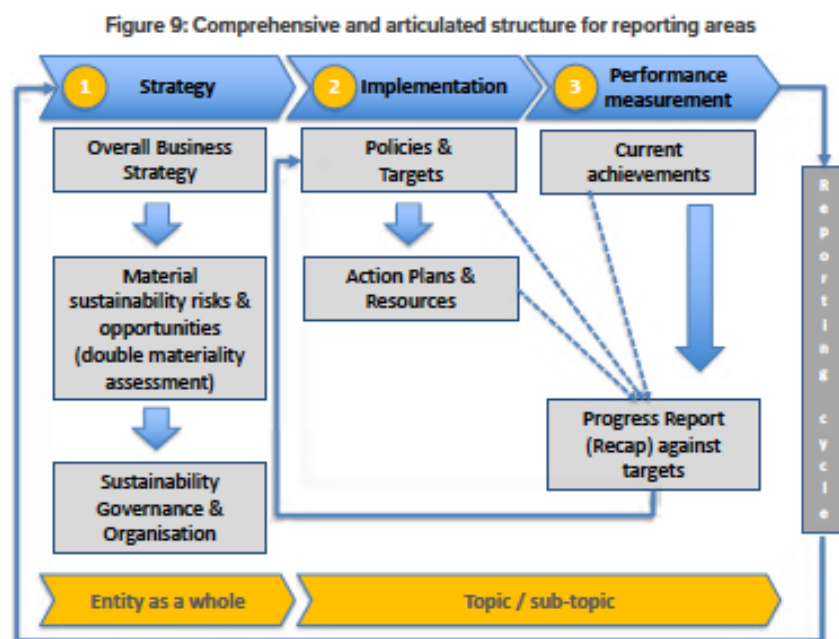 Figure 9: Comprehensive and articulated structure for reporting areas
1
Strategy
2
Implementation
3
Performance
measurement
Overall Business
Strategy
Material
sustainability risks &
opportunities
(double materiality
assessment)
Sustainability
Governance &
Organisation
Policies &
Targets
Action Plans &
Resources
Current
achievements
Progress Report
(Recap) against
targets
Reporting cycle
Entity as a whole
Topic / sub-topic